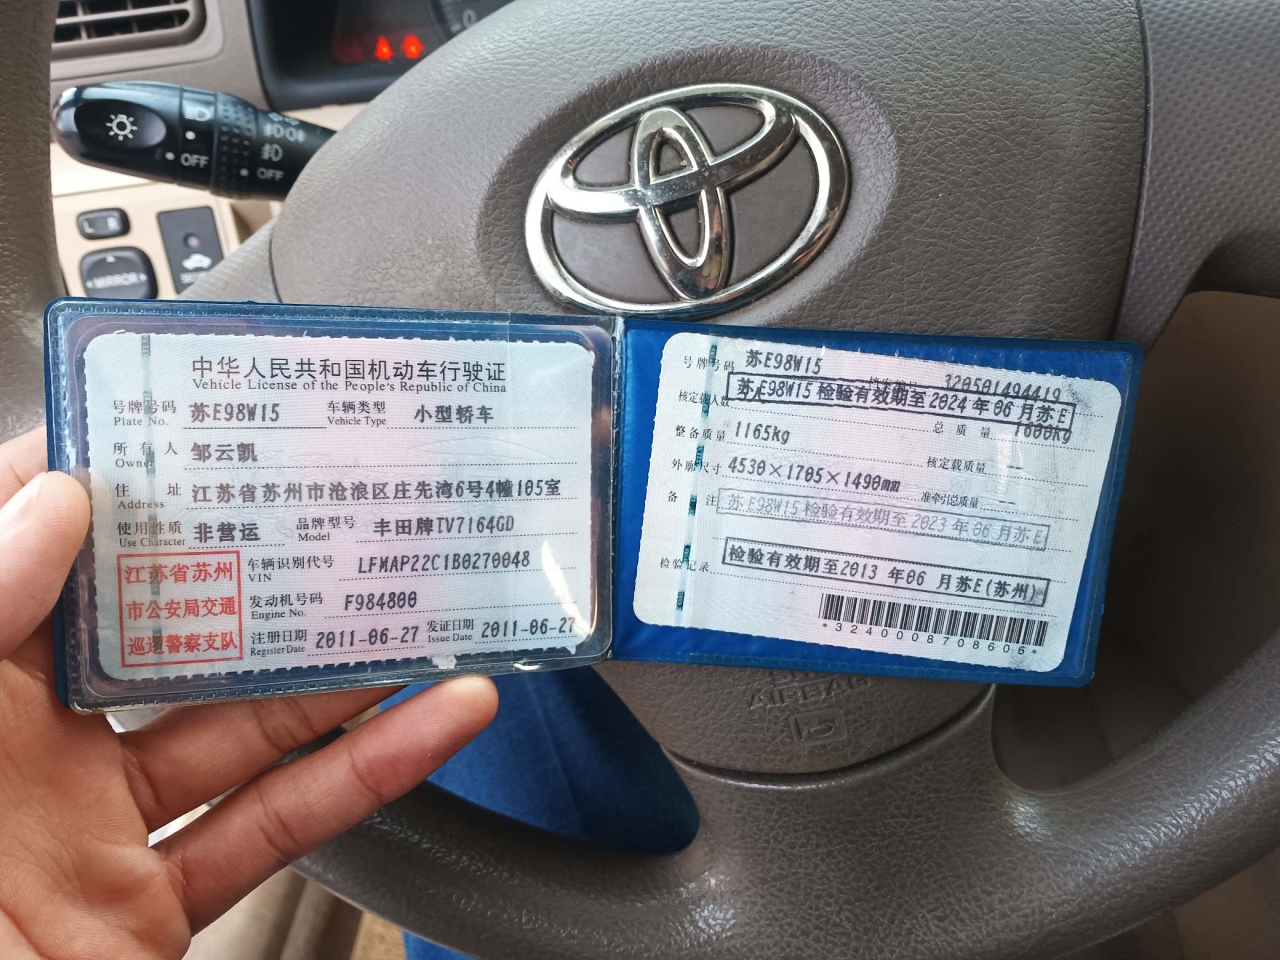 OFF
OFF
MIRROR
中华人民共和国机动车行驶证
Vehicle License of the People's Republic of China
号牌号码 苏E98W15 车辆类型 小型轿车
Plate No. Vehicle Type
所有人 邹云凯
Owner
住址 江苏省苏州市沧浪区庄先湾6号4幢105室
Address
使用性质 非营运 品牌型号 丰田牌TV7164GD
Use Character Model
江苏省苏州
市公安局交通
巡逻警察支队
车辆识别代号 LFMAP22C1B0270048
VIN
发动机号码 F984800
Engine No.
注册日期 2011-06-27 发证日期 2011-06-27
Register Date Issue Date
号牌号码 苏E98W15 320501494419
核定载人数 苏E98W15 检验有效期至2024年06月苏E
总质量 1600kg
整备质量 1165kg 核定载质量 —
外廓尺寸 4530×1705×1490mm 准牵引总质量 —
备注 苏E98W15检验有效期至2023年06月苏E
检验记录 检验有效期至2013 年06 月苏E(苏州)
*3240008708606*
AIRBAG